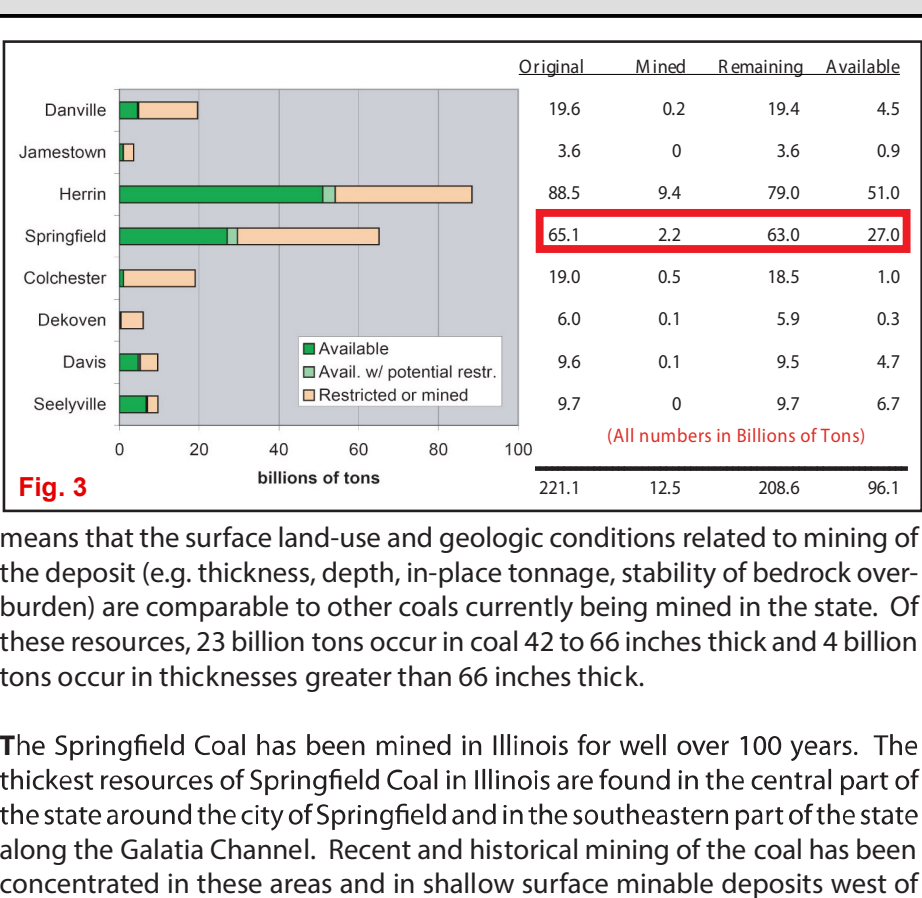 Original Mined Remaining Available
Danville 19.6 0.2 19.4 4.5
Jamestown 3.6 0 3.6 0.9
Herrin 88.5 9.4 79.0 51.0
Springfield 65.1 2.2 63.0 27.0
Colchester 19.0 0.5 18.5 1.0
Dekoven 6.0 0.1 5.9 0.3
Available
Davis Avail. w/ potential restr. 9.6 0.1 9.5 4.7
Seelyville Restricted or mined 9.7 0 9.7 6.7
(All numbers in Billions of Tons)
0 20 40 60 80 100
billions of tons
Fig. 3 221.1 12.5 208.6 96.1
means that the surface land-use and geologic conditions related to mining of
the deposit (e.g. thickness, depth, in-place tonnage, stability of bedrock over-
burden) are comparable to other coals currently being mined in the state. Of
these resources, 23 billion tons occur in coal 42 to 66 inches thick and 4 billion
tons occur in thicknesses greater than 66 inches thick.
The Springfield Coal has been mined in Illinois for well over 100 years. The
thickest resources of Springfield Coal in Illinois are found in the central part of
the state around the city of Springfield and in the southeastern part of the state
along the Galatia Channel. Recent and historical mining of the coal has been
concentrated in these areas and in shallow surface minable deposits west of